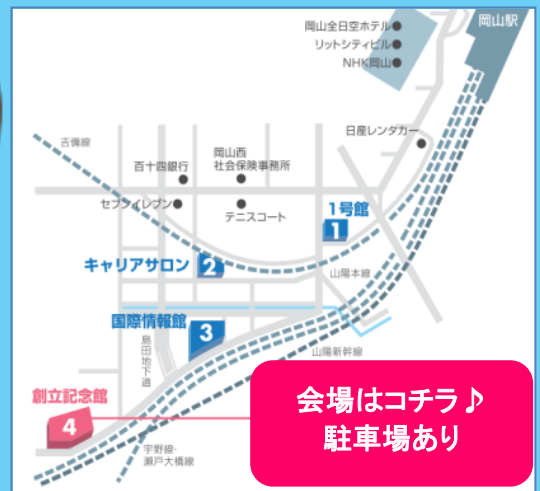 岡山駅
岡山全日空ホテル
リットシティビル
NHK岡山
日産レンタカー
吉備線
百十四銀行
岡山西
社会保険事務所
セブンイレブン
テニスコート
1号館
1
キャリアサロン
2
山陽本線
国際情報館
3
島田地下道
山陽新幹線
創立記念館
4
宇野線・
瀬戸大橋線
会場はコチラ♪
駐車場あり